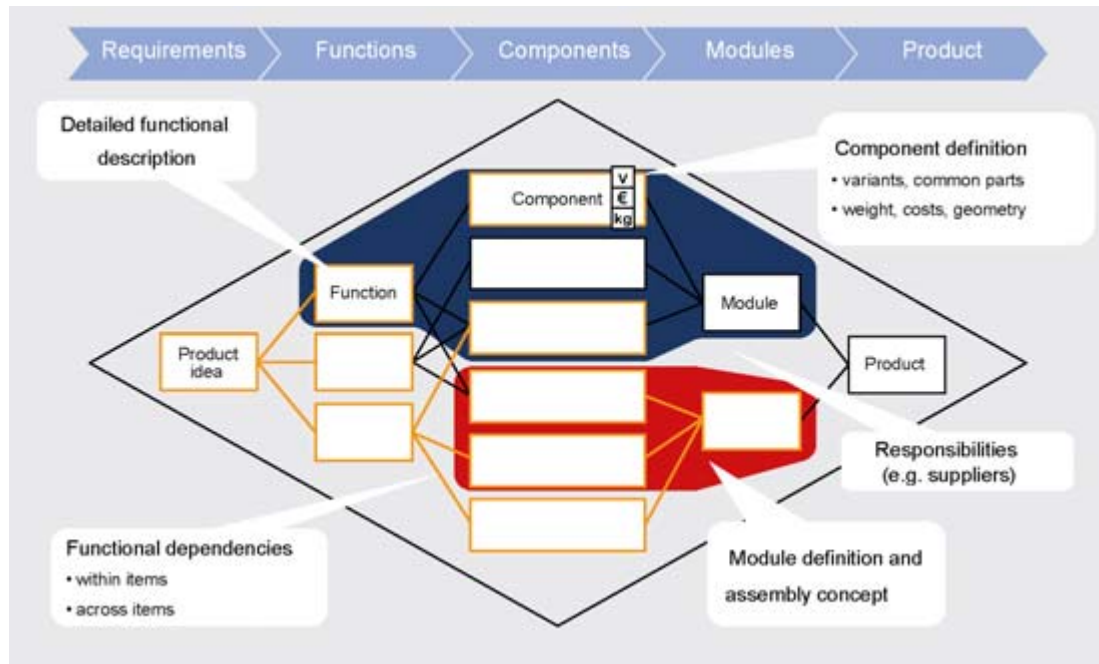 Requirements
Functions
Components
Modules
Product
Detailed functional
description
Component definition
• variants, common parts
• weight, costs, geometry
Component
V
€
kg
Function
Module
Product
idea
Product
Responsibilities
(e.g. suppliers)
Functional dependencies
• within items
• across items
Module definition and
assembly concept